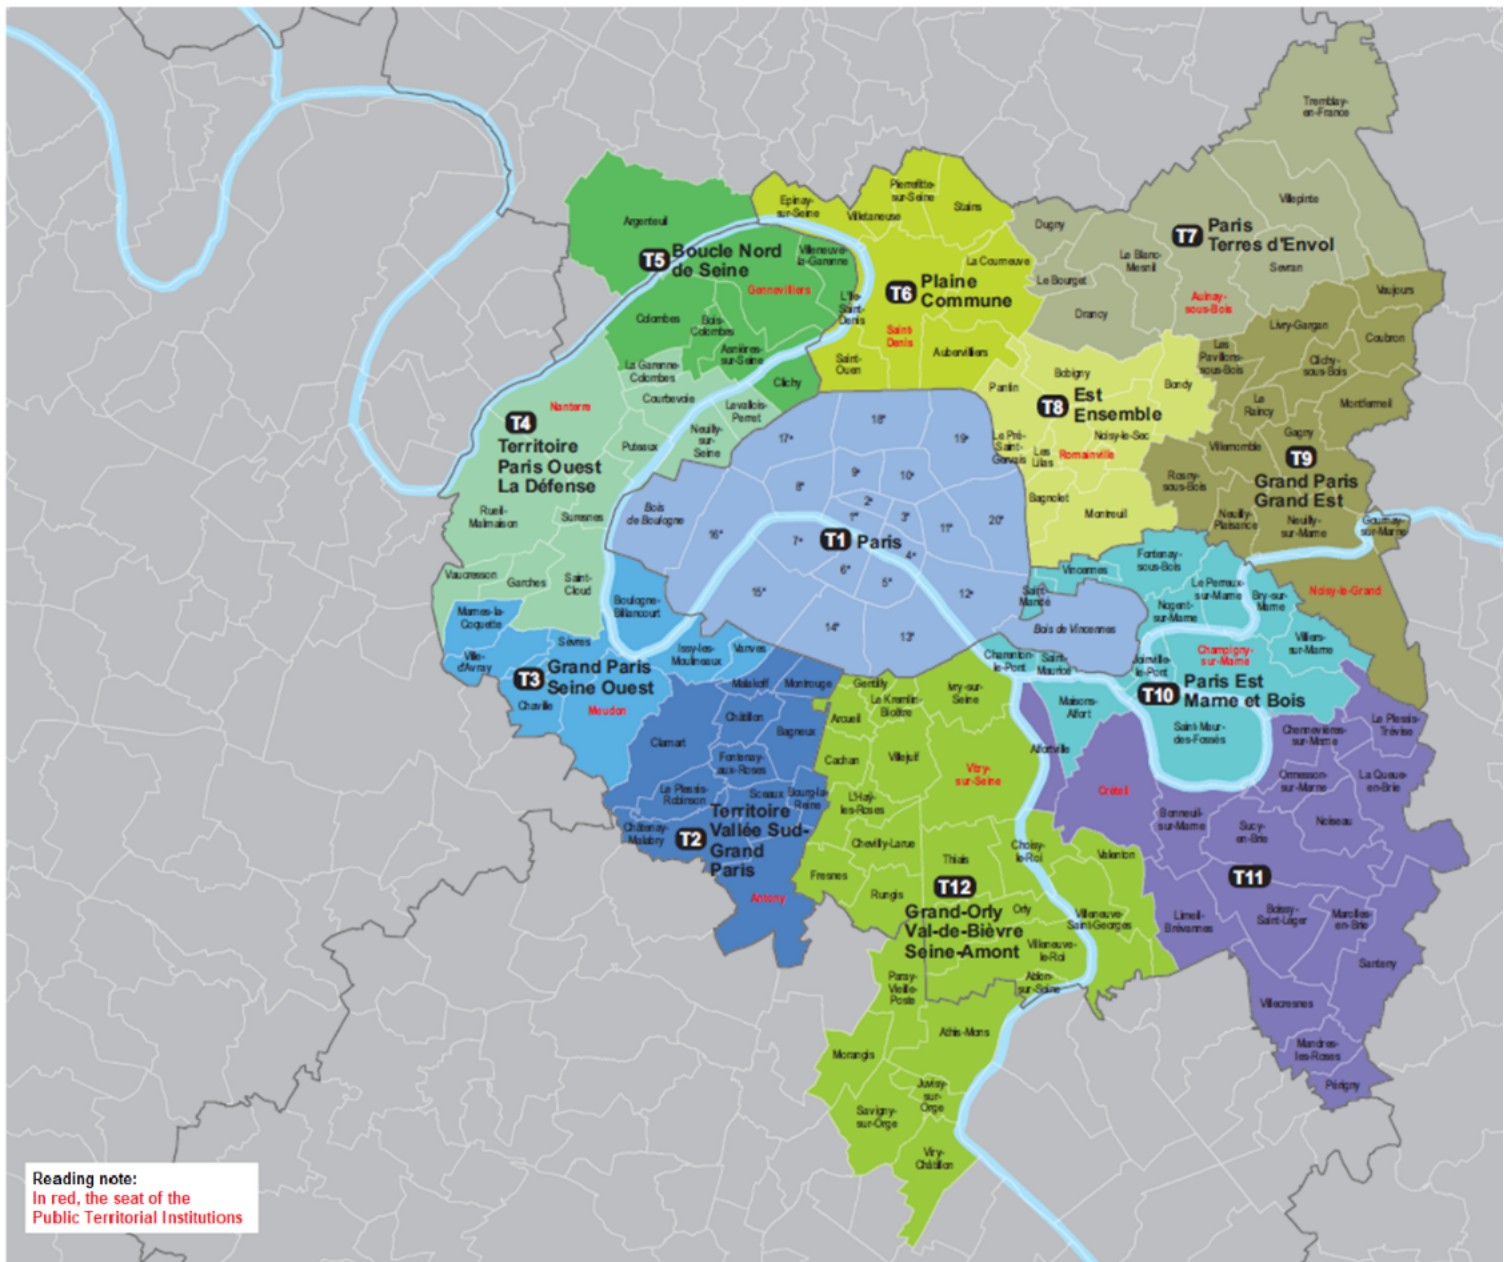 Tremblay-
en-France
Villepinte
T7 Paris
Terres d'Envol
Dugny
Le Blanc-
Mesnil
Sevran
Le Bourget
Aulnay-
sous-Bois
Drancy
Argenteuil
T5 Boucle Nord
de Seine
Villeneuve-
la-Garenne
Gennevilliers
Colombes
Bois-
Colombes
Asnières-
sur-Seine
Clichy
Epinay-
sur-Seine
Villetaneuse
Pierrefitte-
sur-Seine
Stains
La Courneuve
T6 Plaine
Commune
L'Ile-
Saint-
Denis
Saint-
Denis
Saint-
Ouen
Aubervilliers
Vaujours
Livry-Gargan
Coubron
Les
Pavillons-
sous-Bois
Clichy-
sous-Bois
Le
Raincy
Montfermeil
Gagny
Villemomble
T9
Grand Paris
Grand Est
Rosny-
sous-Bois
Neuilly-
Plaisance
Neuilly-
sur-Marne
Gournay-
sur-Marne
Noisy-le-Grand
Pantin
Bobigny
Bondy
T8 Est
Ensemble
Le Pré-
Saint-
Gervais
Les
Lilas
Noisy-le-Sec
Romainville
Bagnolet
Montreuil
La Garenne-
Colombes
Courbevoie
Levallois-
Perret
Nanterre
T4
Territoire
Paris Ouest
La Défense
Puteaux
Neuilly-
sur-
Seine
Rueil-
Malmaison
Suresnes
Vaucresson
Garches
Saint-
Cloud
18e
17e
19e
9e
10e
8e
2e
1er
3e
11e
20e
Bois
de Boulogne
16e
7e
T1 Paris
4e
6e
5e
15e
12e
14e
13e
Bois de Vincennes
Marnes-la-
Coquette
Boulogne-
Billancourt
Sèvres
Ville-
d'Avray
Issy-les-
Moulineaux
Vanves
T3 Grand Paris
Seine Ouest
Chaville
Meudon
Vincennes
Fontenay-
sous-Bois
Saint-
Mandé
Le Perreux-
sur-Marne
Bry-sur-
Marne
Nogent-
sur-Marne
Villiers-
sur-Marne
Champigny-
sur-Marne
Charenton-
le-Pont
Saint-
Maurice
Joinville-
le-Pont
T10 Paris Est
Marne et Bois
Maisons-
Alfort
Saint-Maur-
des-Fossés
Malakoff
Montrouge
Châtillon
Bagneux
Clamart
Fontenay-
aux-Roses
Le Plessis-
Robinson
Sceaux
Bourg-la-
Reine
Châtenay-
Malabry
T2 Territoire
Vallée Sud-
Grand
Paris
Antony
Gentilly
Le Kremlin-
Bicêtre
Ivry-sur-
Seine
Arcueil
Cachan
Villejuif
Vitry-
sur-Seine
L'Haÿ-
les-Roses
Chevilly-Larue
Thiais
Choisy-
le-Roi
Valenton
Fresnes
Rungis
T12
Grand-Orly
Val-de-Bièvre
Seine-Amont
Orly
Villeneuve-
Saint-Georges
Villeneuve-
le-Roi
Ablon-
sur-Seine
Paray-
Vieille-
Poste
Athis-Mons
Morangis
Juvisy-
sur-
Orge
Savigny-
sur-Orge
Viry-
Châtillon
Alfortville
Créteil
Chennevières-
sur-Marne
Le Plessis-
Trévise
Ormesson-
sur-Marne
La Queue-
en-Brie
Bonneuil-
sur-Marne
Sucy-
en-Brie
Noiseau
T11
Limeil-
Brévannes
Boissy-
Saint-Léger
Marolles-
en-Brie
Santeny
Villecresnes
Mandres-
les-Roses
Périgny
Reading note:
In red, the seat of the
Public Territorial Institutions